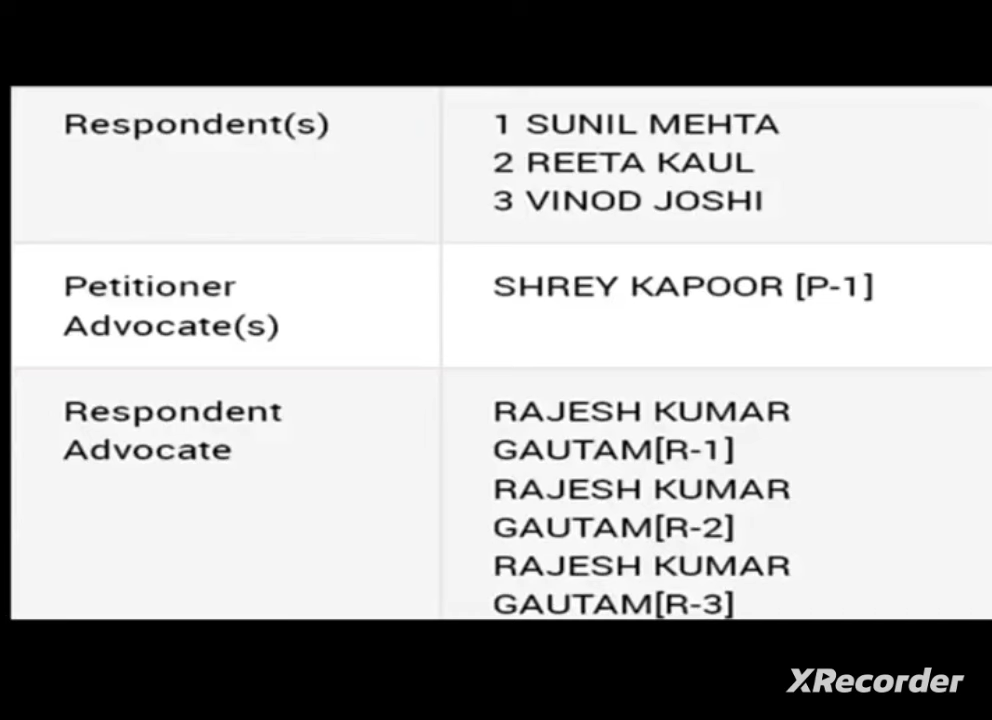 Respondent(s)
1 SUNIL MEHTA
2 REETA KAUL
3 VINOD JOSHI
Petitioner
Advocate(s)
SHREY KAPOOR [P-1]
Respondent
Advocate
RAJESH KUMAR
GAUTAM[R-1]
RAJESH KUMAR
GAUTAM[R-2]
RAJESH KUMAR
GAUTAM[R-3]
XRecorder